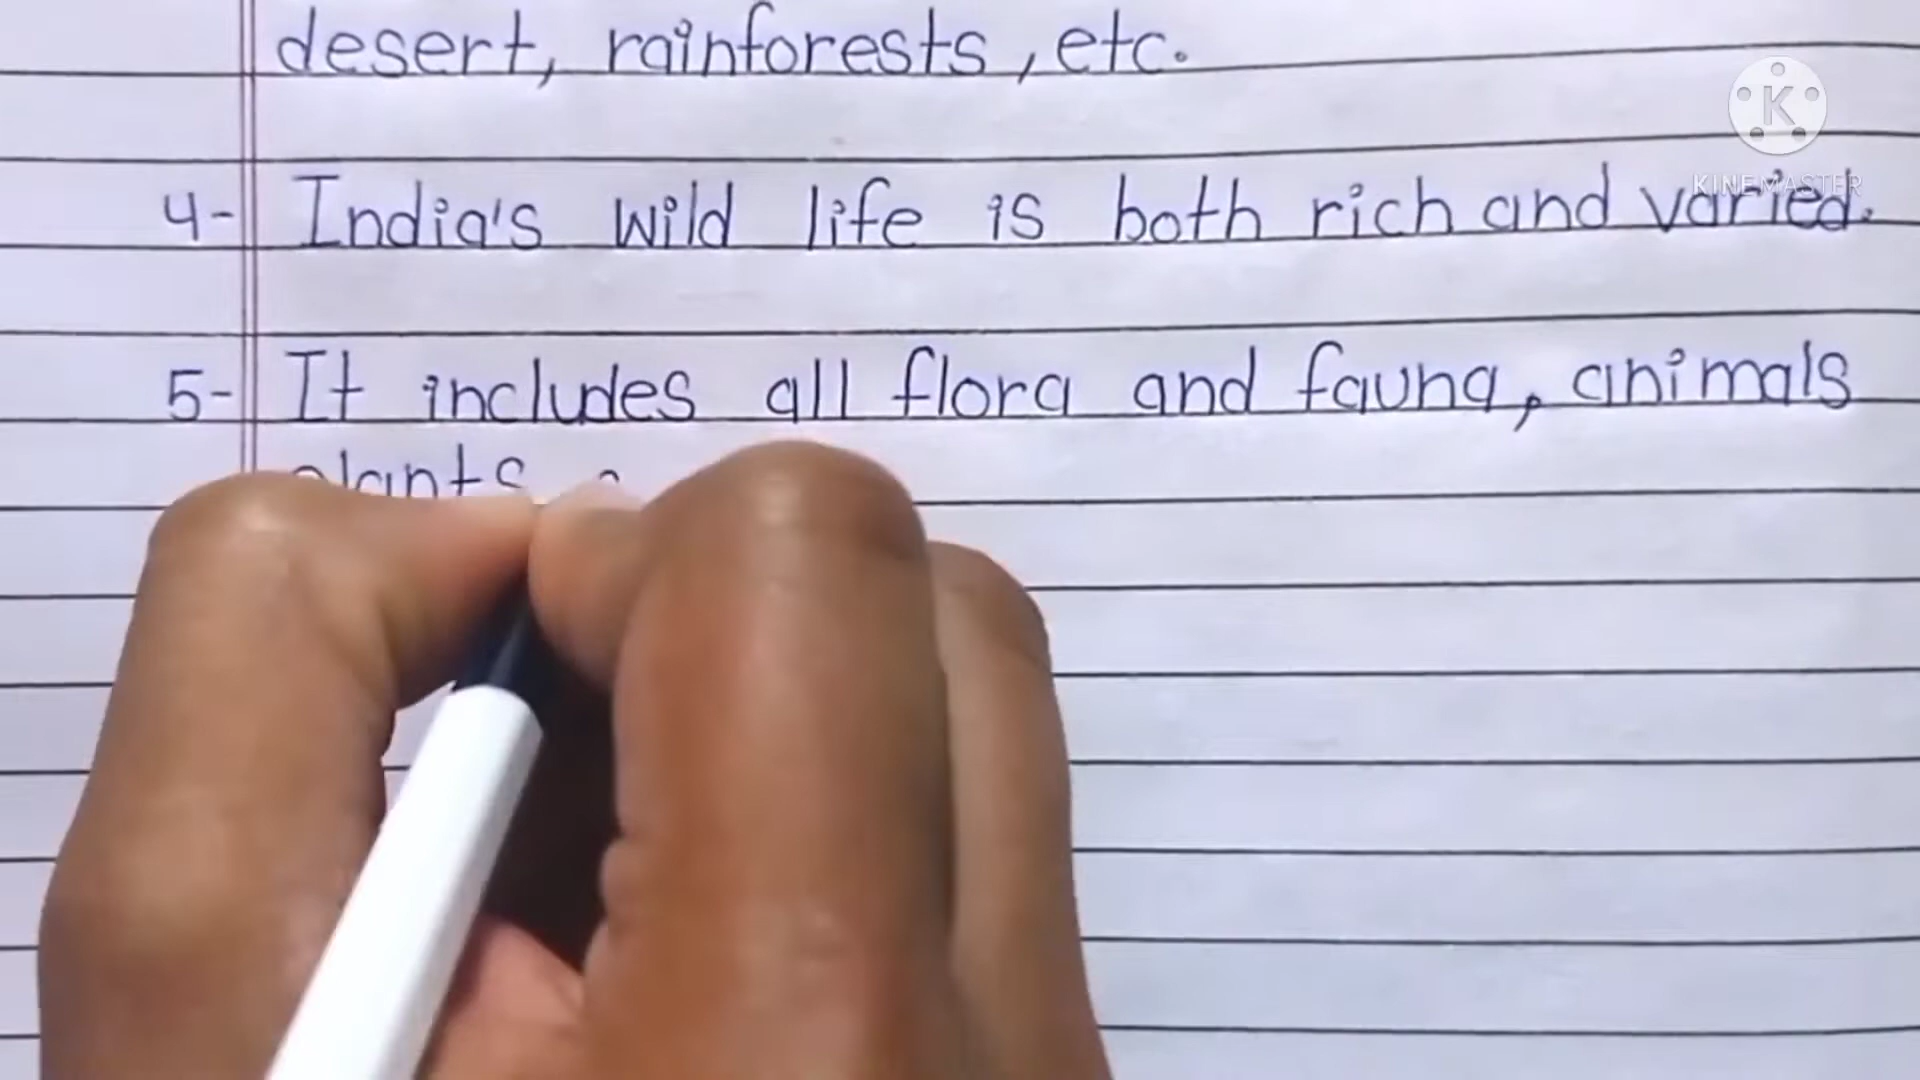 desert, rainforests, etc.
K
KINEMASTER
4- India's wild life is both rich and varied.
5- It includes all flora and fauna, animals
plants